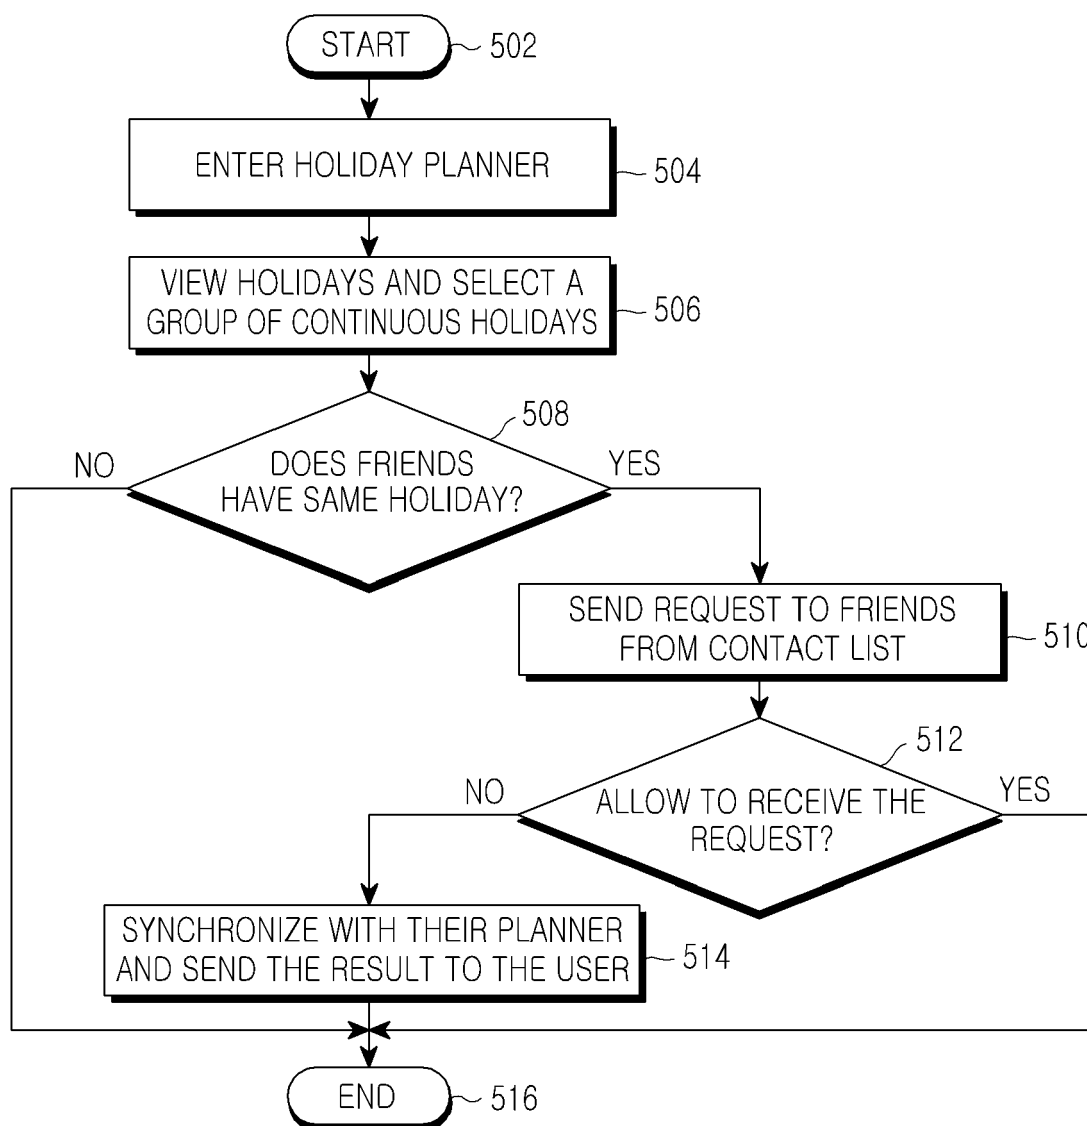 START
502
ENTER HOLIDAY PLANNER
504
VIEW HOLIDAYS AND SELECT A
GROUP OF CONTINUOUS HOLIDAYS
506
508
NO
DOES FRIENDS
HAVE SAME HOLIDAY?
YES
SEND REQUEST TO FRIENDS
FROM CONTACT LIST
510
512
NO
ALLOW TO RECEIVE THE
REQUEST?
YES
SYNCHRONIZE WITH THEIR PLANNER
AND SEND THE RESULT TO THE USER
514
END
516